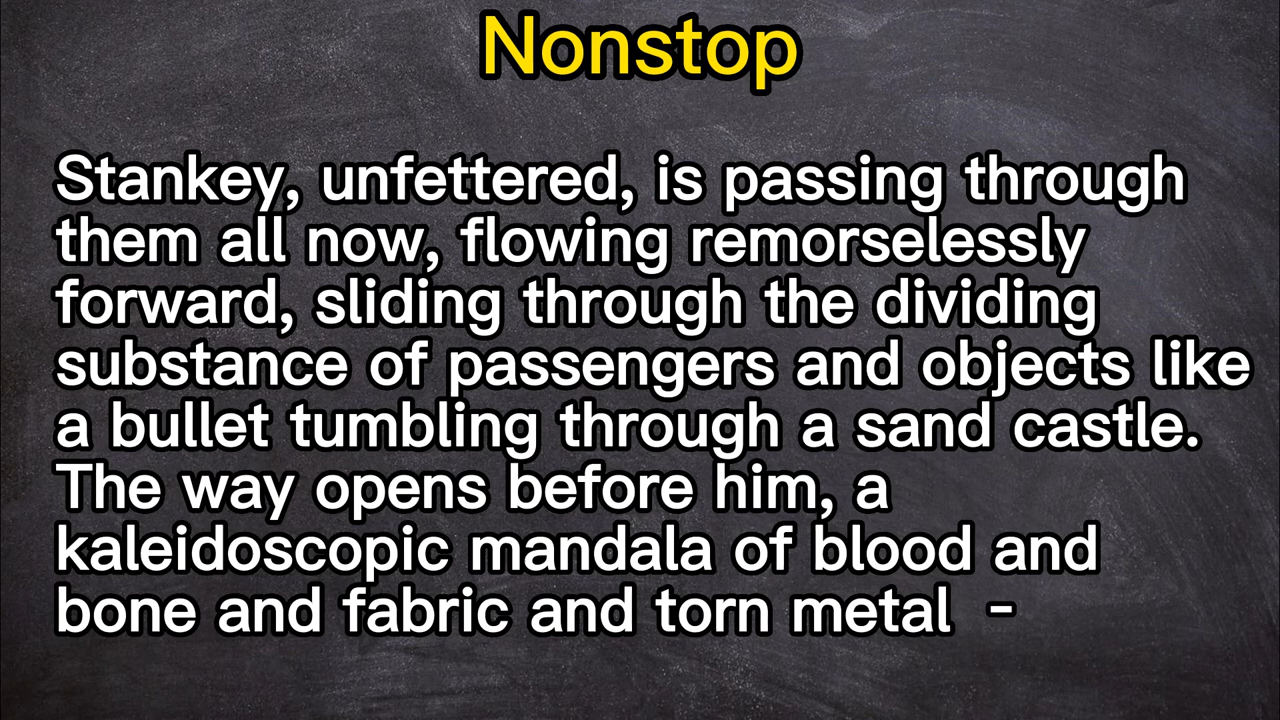 Nonstop
Stankey, unfettered, is passing through
them all now, flowing remorselessly
forward, sliding through the dividing
substance of passengers and objects like
a bullet tumbling through a sand castle.
The way opens before him, a
kaleidoscopic mandala of blood and
bone and fabric and torn metal  -